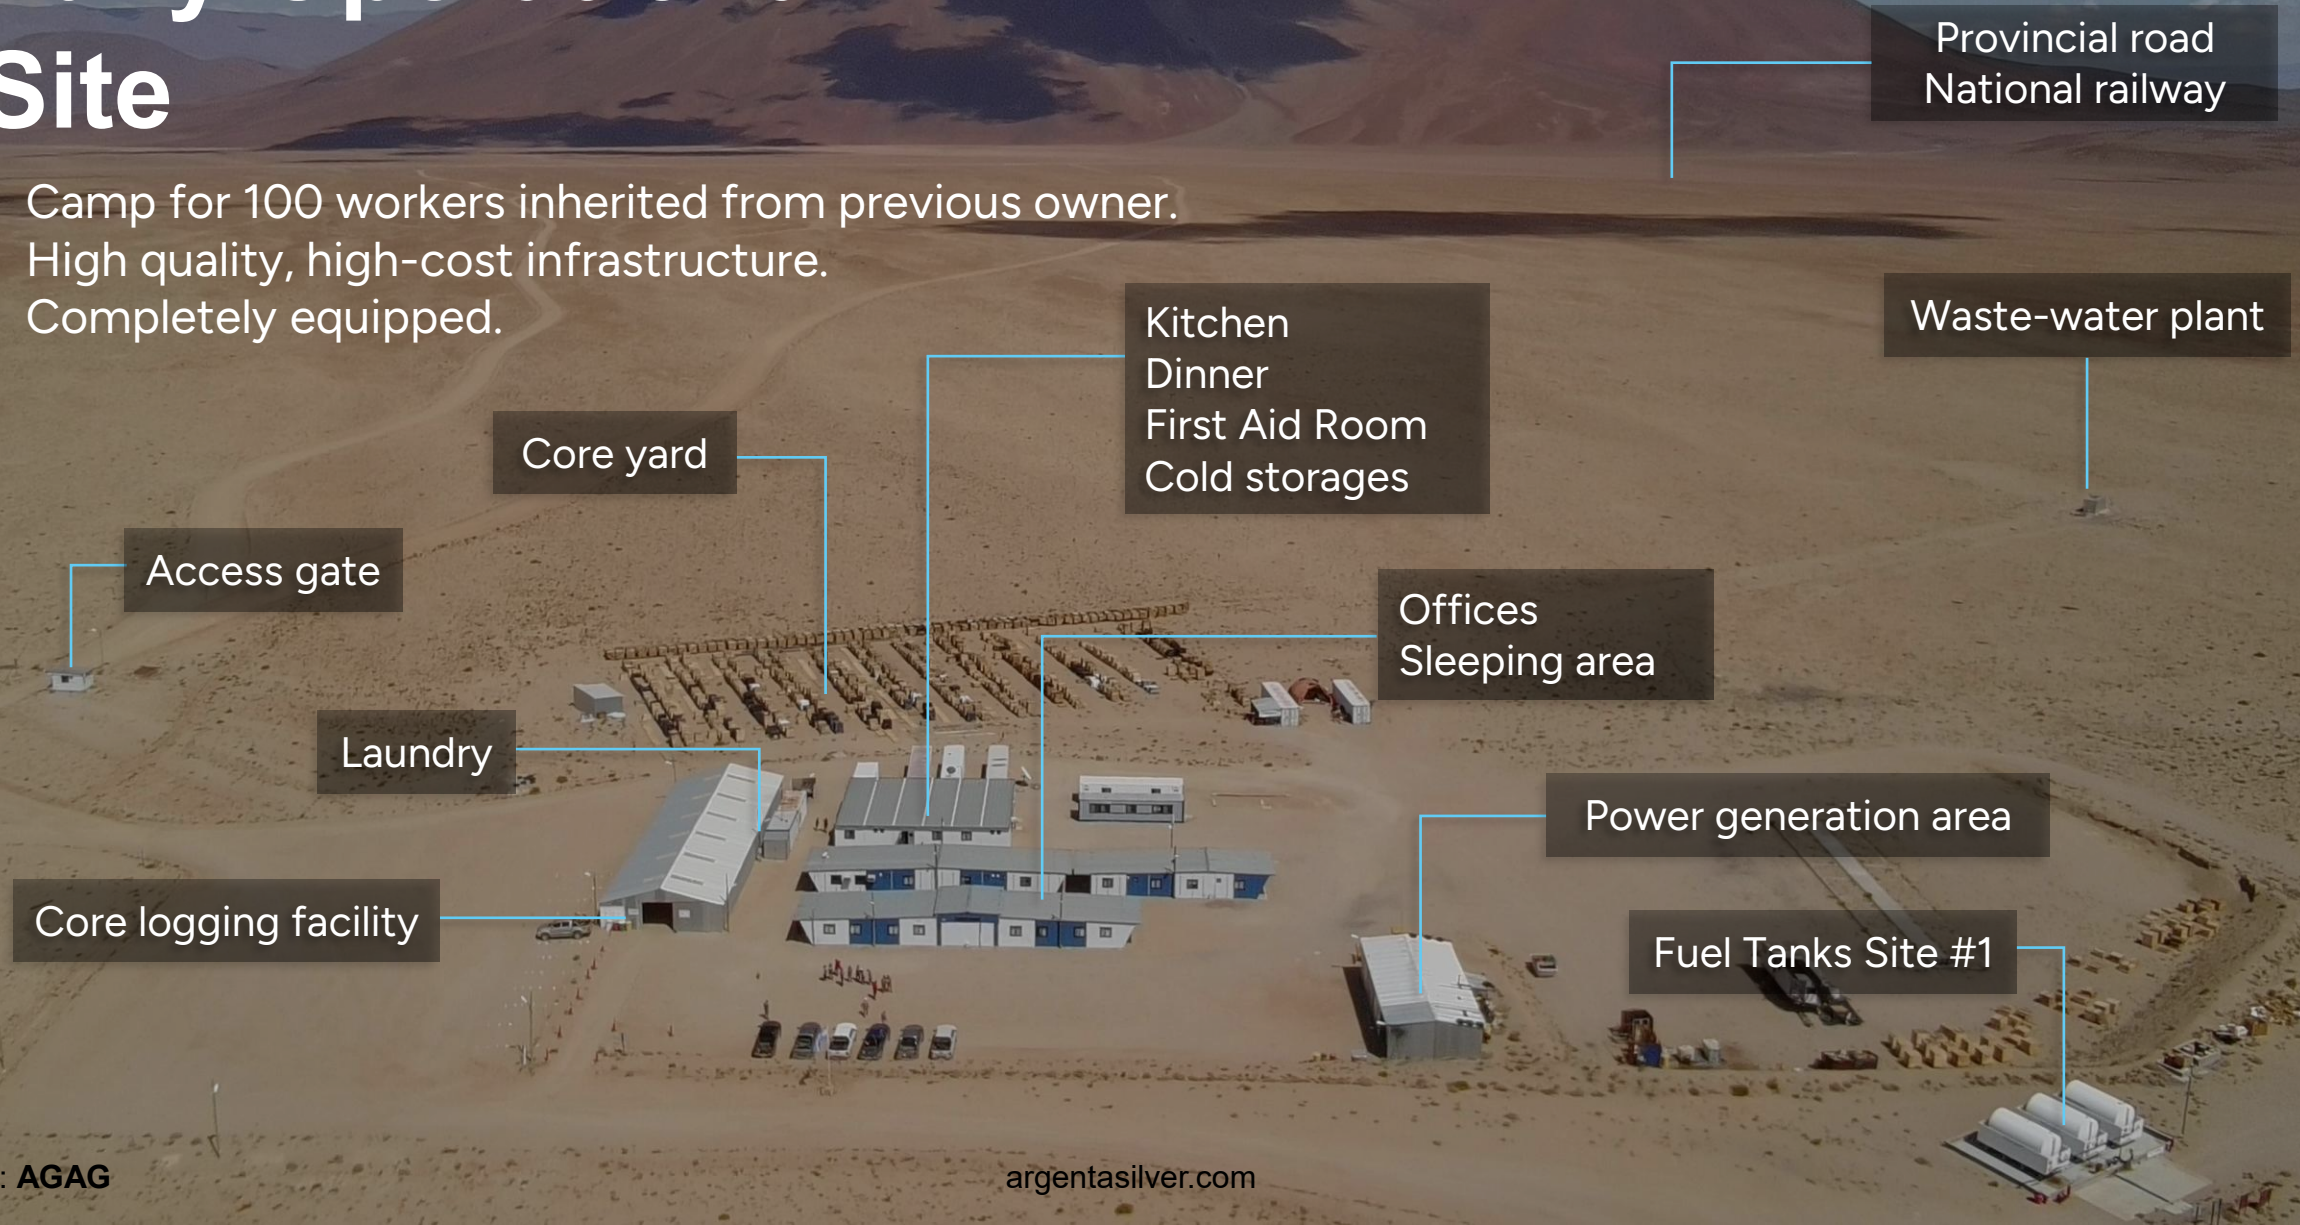 Site
Camp for 100 workers inherited from previous owner.
High quality, high-cost infrastructure.
Completely equipped.
Provincial road
National railway
Waste-water plant
Kitchen
Dinner
First Aid Room
Cold storages
Core yard
Access gate
Offices
Sleeping area
Laundry
Power generation area
Core logging facility
Fuel Tanks Site #1
: AGAG
argentasilver.com